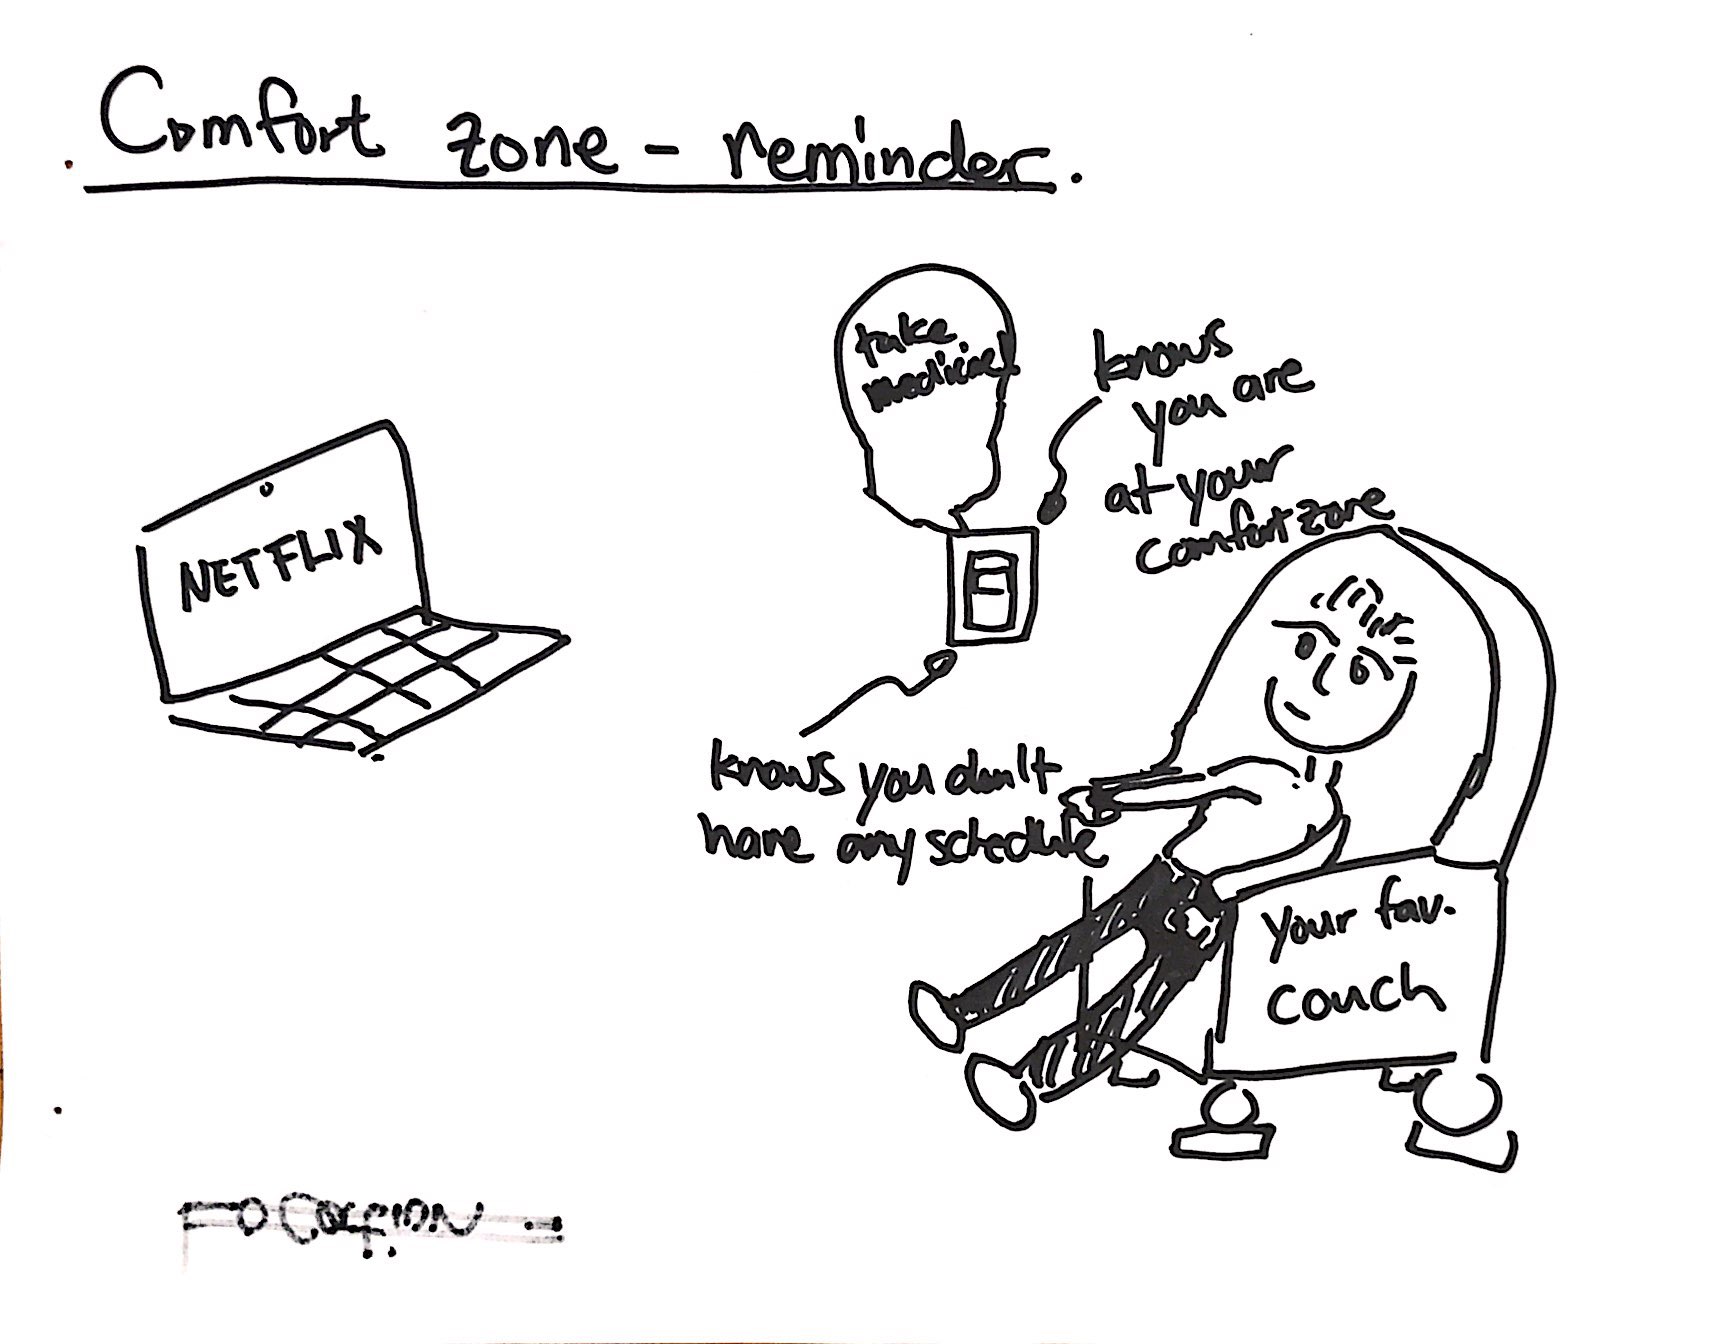 Comfort zone - reminder.
take
medicine!
knows
you are
at your
comfort zone
NETFLIX
knows you don't
have any schedule
your fav.
couch